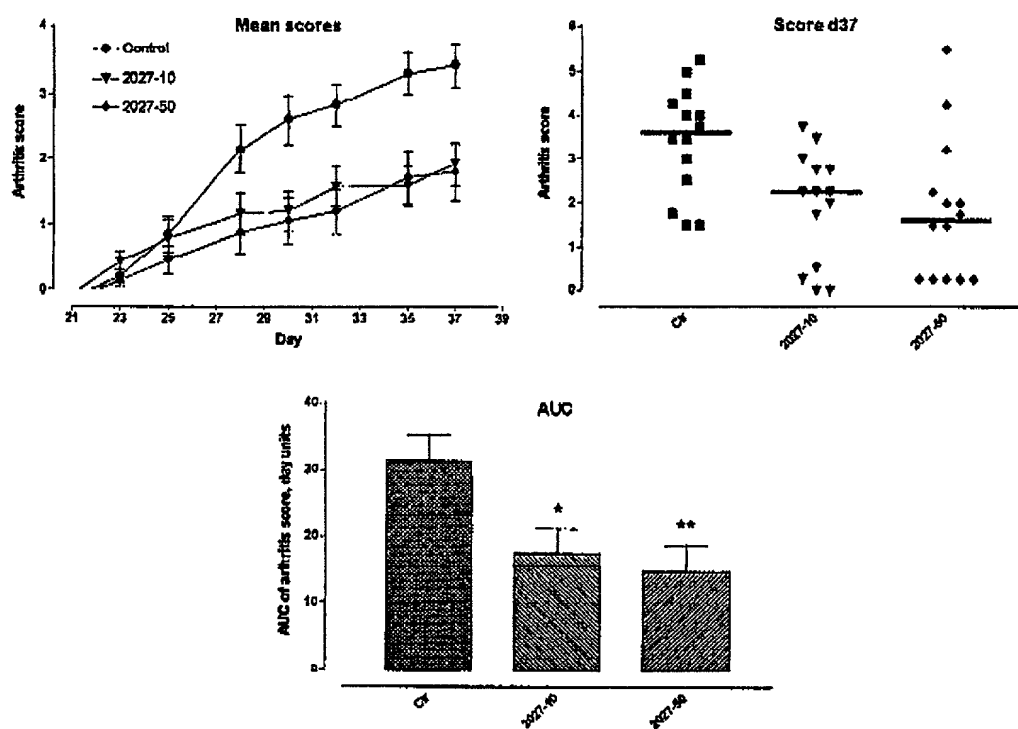 Mean scores
Control
2027-10
2027-50
Arthritis score
4
3
2
1
0
21 23 25 27 29 31 33 35 37 39
Day
Score d37
Arthritis score
6
5
4
3
2
1
0
Ctr
2027-10
2027-50
AUC
AUC of arthritis score, day units
40
30
20
10
0
*
**
Ctr
2027-10
2027-50